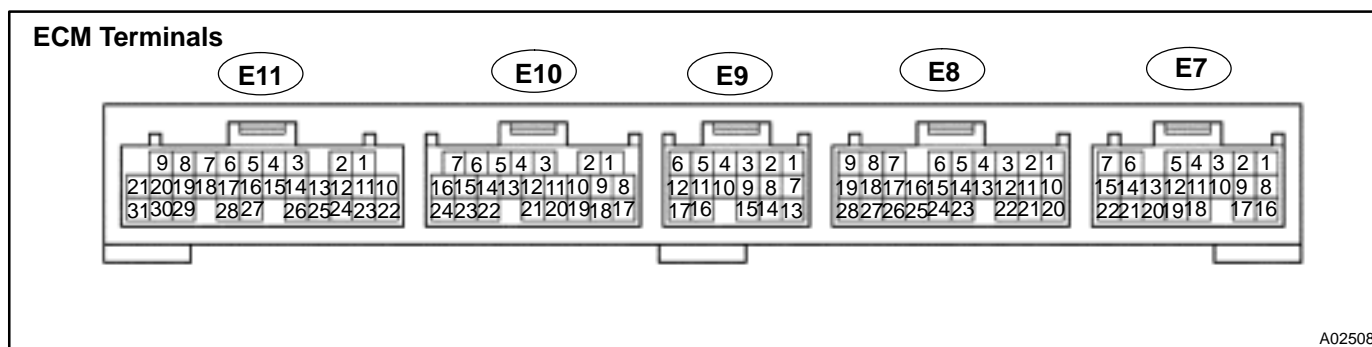 ECM Terminals
E11 E10 E9 E8 E7
9 8 7 6 5 4 3 2 1 7 6 5 4 3 2 1 6 5 4 3 2 1 9 8 7 6 5 4 3 2 1 7 6 5 4 3 2 1
21 20 19 18 17 16 15 14 13 12 11 10 16 15 14 13 12 11 10 9 8 12 11 10 9 8 7 19 18 17 16 15 14 13 12 11 10 15 14 13 12 11 10 9 8
31 30 29 28 27 26 25 24 23 22 24 23 22 21 20 19 18 17 17 16 15 14 13 28 27 26 25 24 23 22 21 20 22 21 20 19 18 17 16
A02508